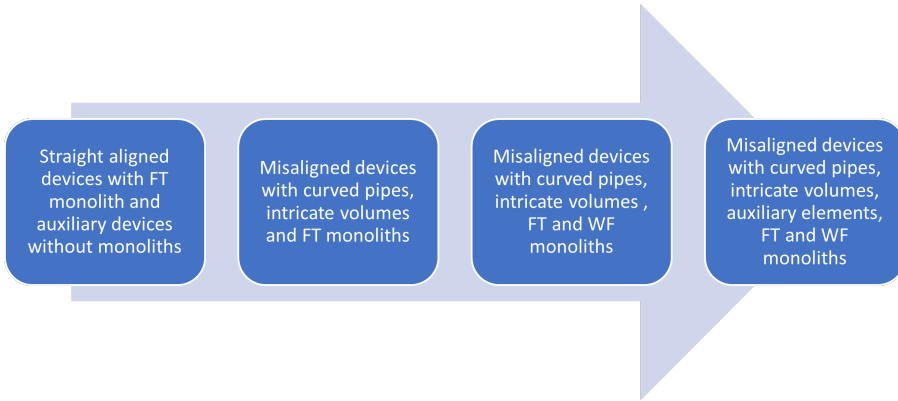 Straight aligned
devices with FT
monolith and
auxiliary devices
without monoliths
Misaligned devices
with curved pipes,
intricate volumes
and FT monoliths
Misaligned devices
with curved pipes,
intricate volumes ,
FT and WF
monoliths
Misaligned devices
with curved pipes,
intricate volumes,
auxiliary elements,
FT and WF
monoliths